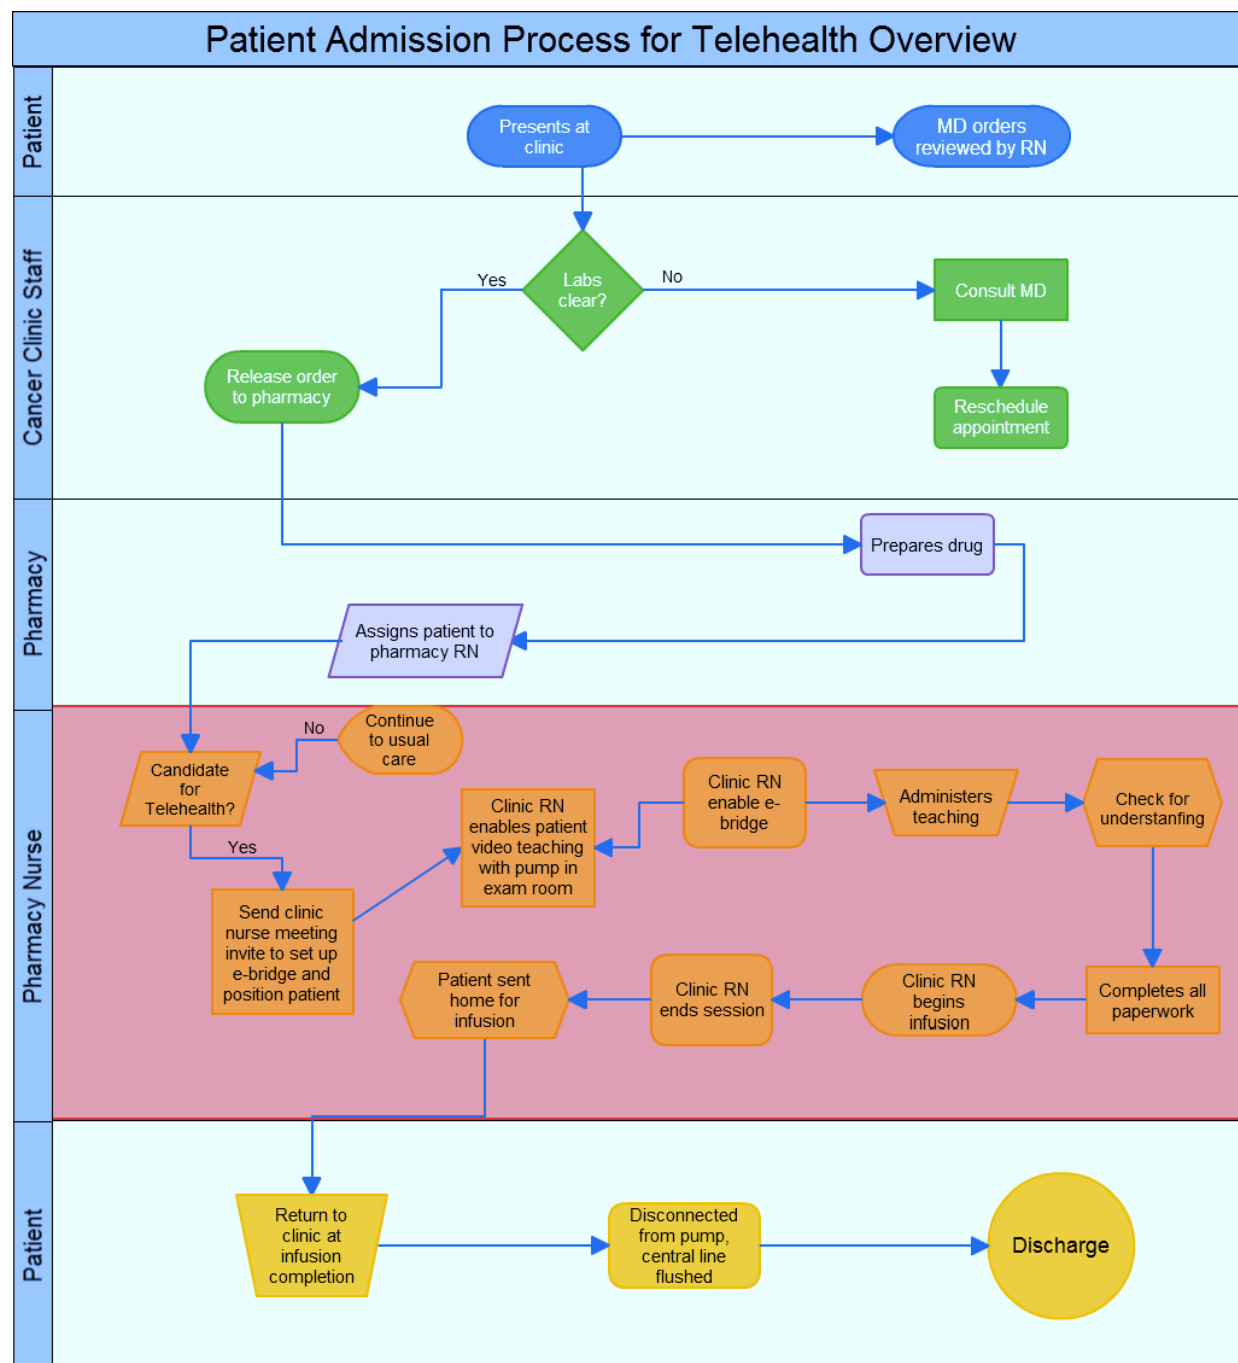 Patient Admission Process for Telehealth Overview
Patient
Presents at
clinic
MD orders
reviewed by RN
Cancer Clinic Staff
Labs
clear?
Yes
No
Consult MD
Release order
to pharmacy
Reschedule
appointment
Pharmacy
Prepares drug
Assigns patient to
pharmacy RN
Pharmacy Nurse
Candidate
for
Telehealth?
No
Continue
to usual
care
Yes
Send clinic
nurse meeting
invite to set up
e-bridge and
position patient
Clinic RN
enables patient
video teaching
with pump in
exam room
Clinic RN
enable e-
bridge
Administers
teaching
Check for
understanfing
Completes all
paperwork
Clinic RN
begins
infusion
Clinic RN
ends session
Patient sent
home for
infusion
Patient
Return to
clinic at
infusion
completion
Disconnected
from pump,
central line
flushed
Discharge